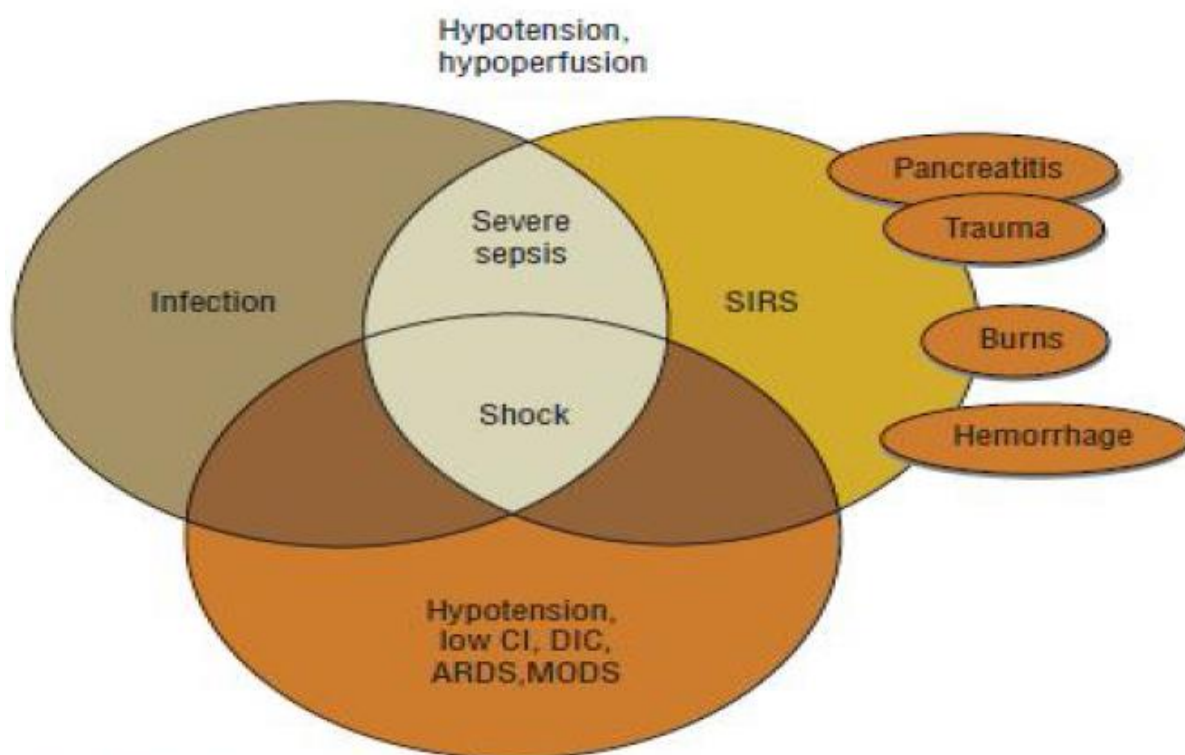 Hypotension,
hypoperfusion
Pancreatitis
Severe
sepsis
Trauma
Infection
SIRS
Burns
Shock
Hemorrhage
Hypotension,
low CI, DIC,
ARDS,MODS